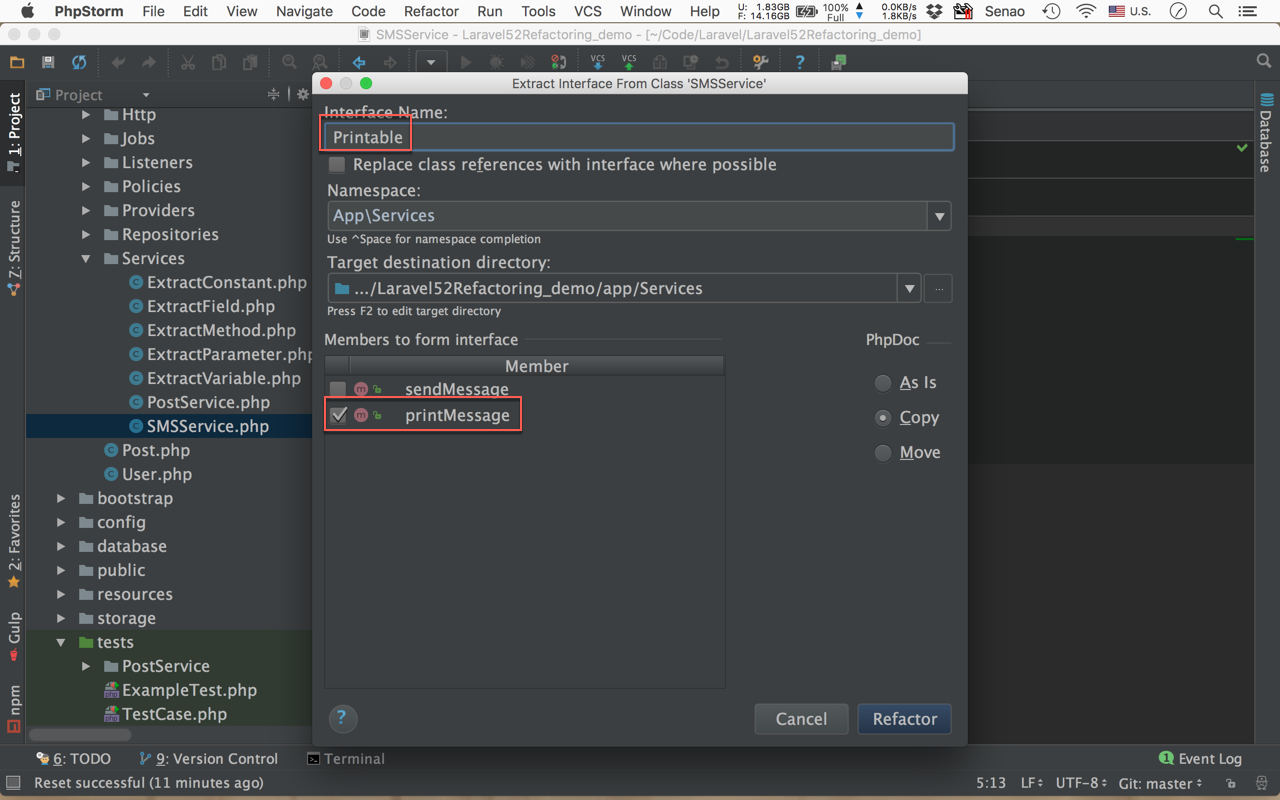 PhpStorm File Edit View Navigate Code Refactor Run Tools VCS Window Help U: 1.83GB F: 14.16GB 100% Full 0.0KB/s 1.8KB/s Senao U.S.
SMSService - Laravel52Refactoring_demo - [~/Code/Laravel/Laravel52Refactoring_demo]
VCS VCS
Extract Interface From Class 'SMSService'
Project
1: Project
7: Structure
2: Favorites
Gulp
npm
Database
Http
Jobs
Listeners
Policies
Providers
Repositories
Services
ExtractConstant.php
ExtractField.php
ExtractMethod.php
ExtractParameter.php
ExtractVariable.php
PostService.php
SMSService.php
Post.php
User.php
bootstrap
config
database
public
resources
storage
tests
PostService
ExampleTest.php
TestCase.php
Interface Name:
Printable
Replace class references with interface where possible
Namespace:
App\Services
Use ^Space for namespace completion
Target destination directory:
.../Laravel52Refactoring_demo/app/Services
...
Press F2 to edit target directory
Members to form interface
Member
m sendMessage
m printMessage
PhpDoc
As Is
Copy
Move
? Cancel Refactor
6: TODO 9: Version Control Terminal 1 Event Log
Reset successful (11 minutes ago) 5:13 LF UTF-8 Git: master